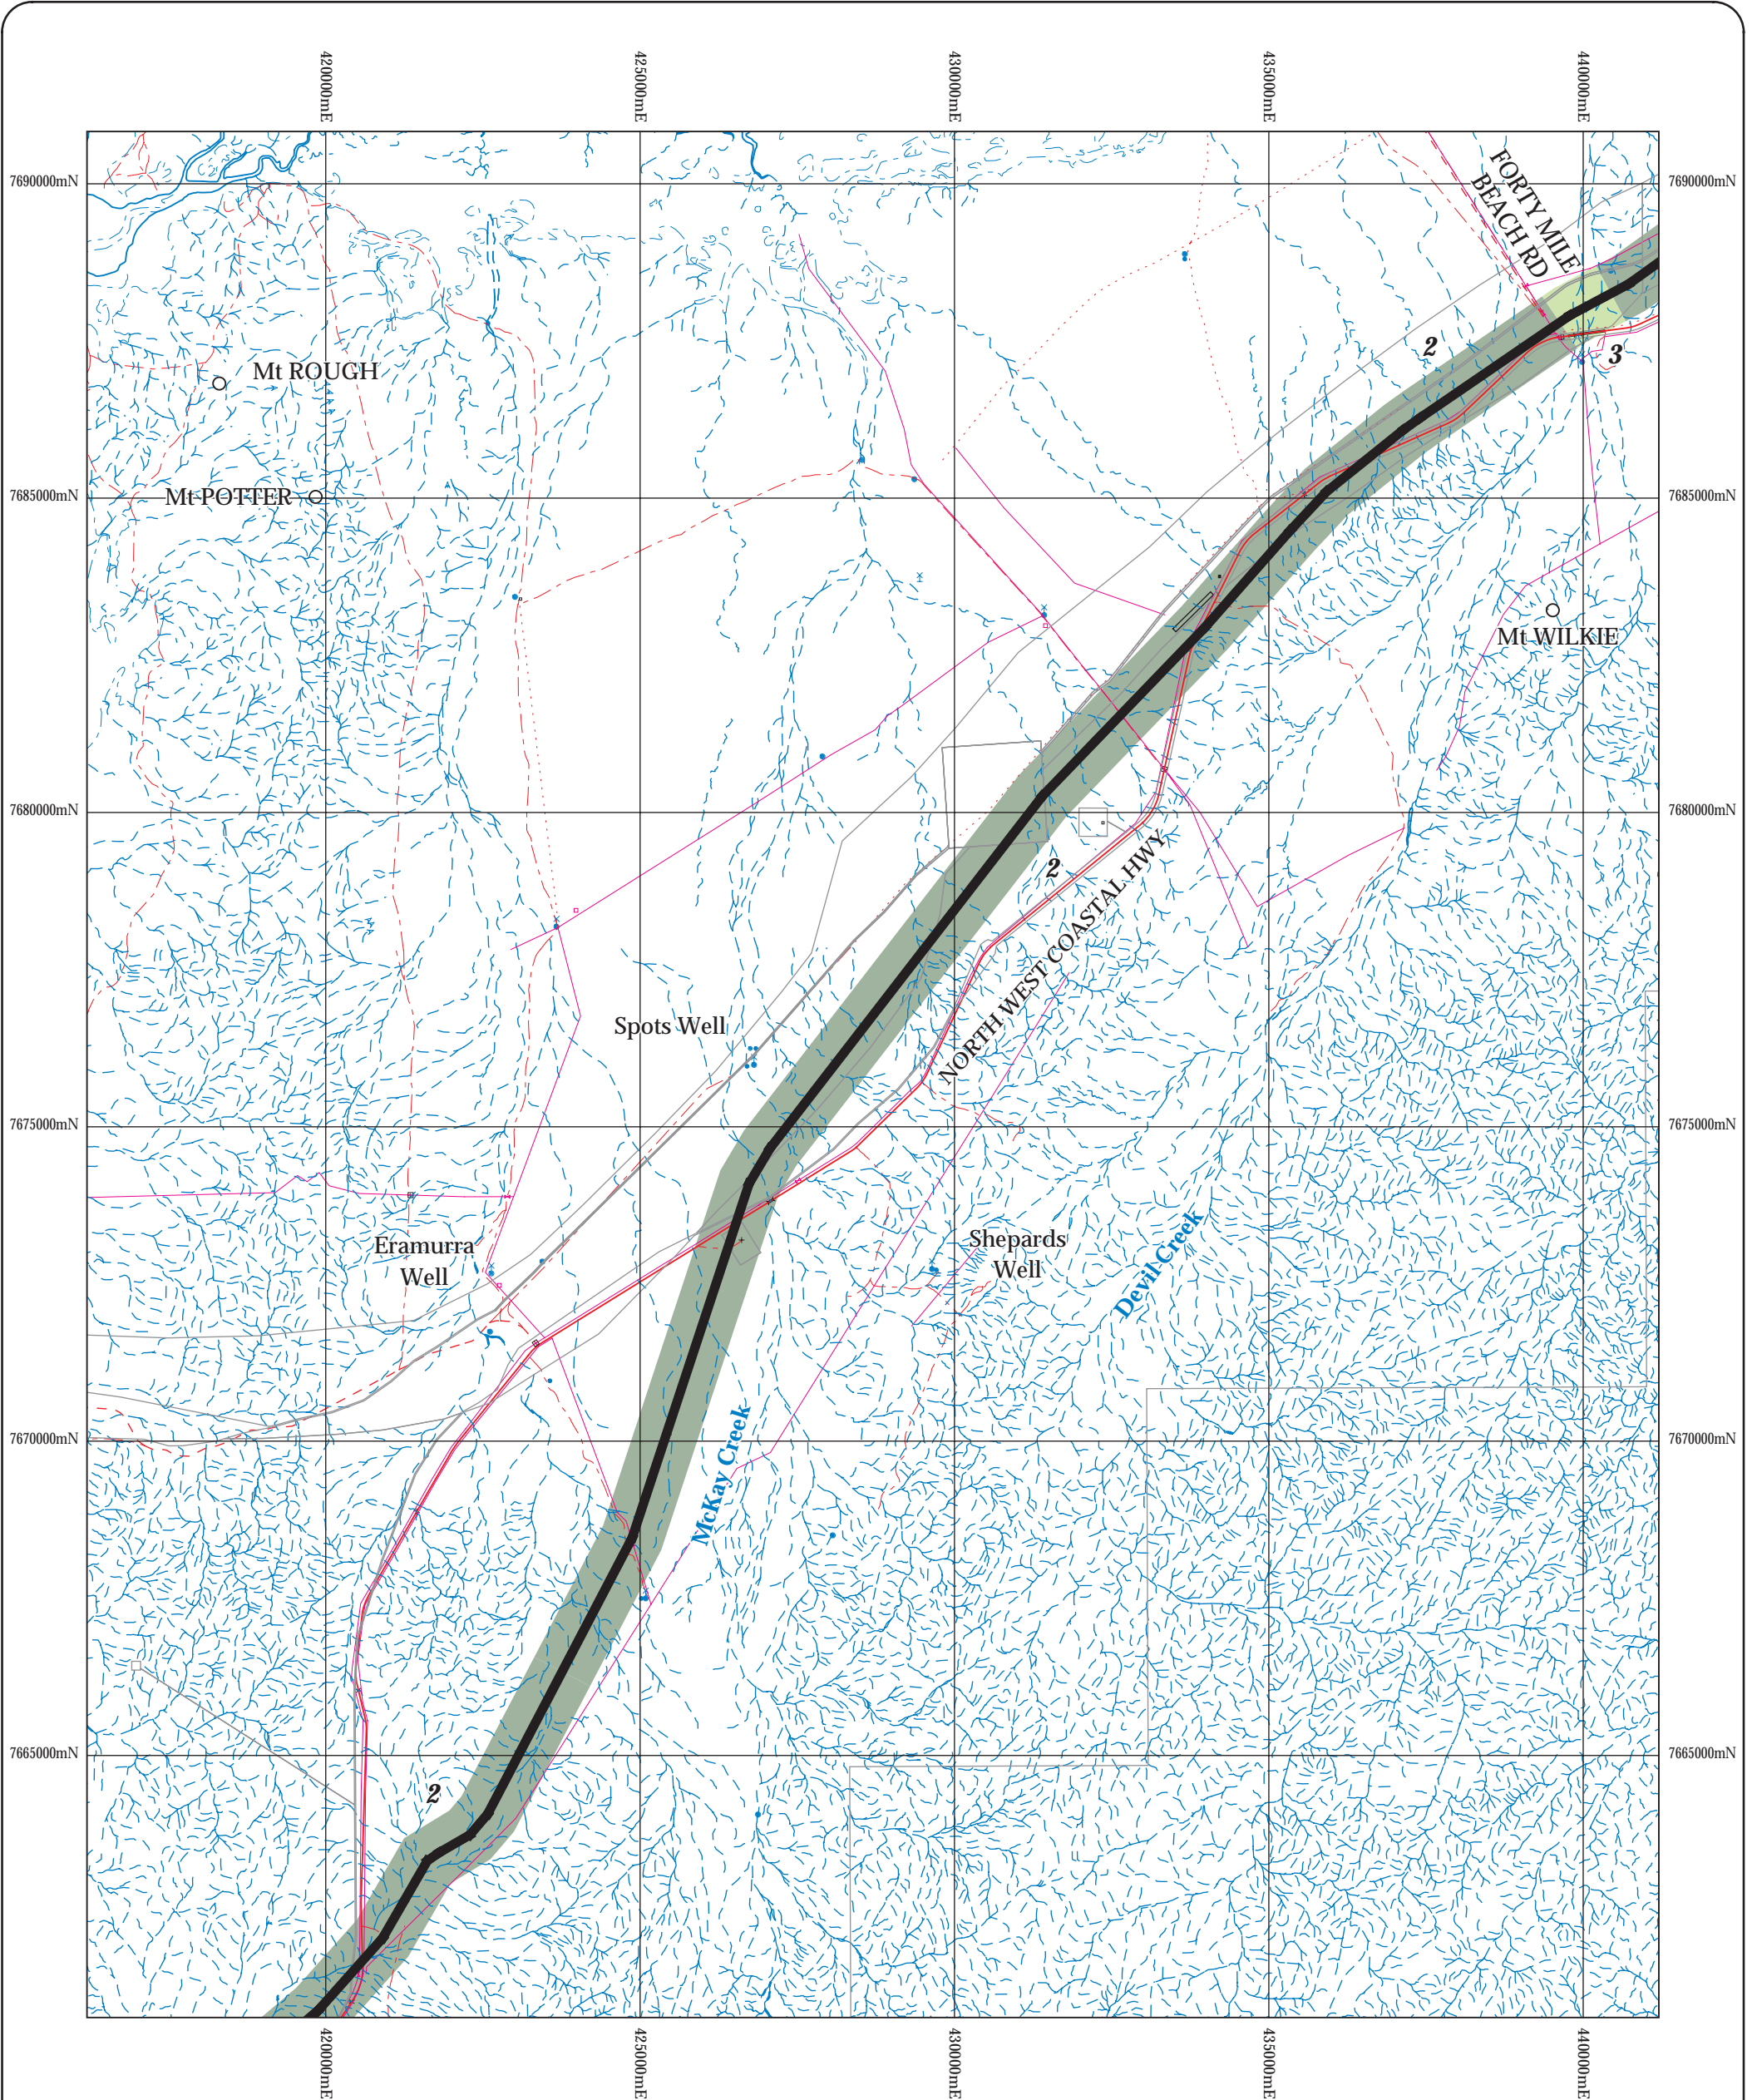 420000mE
425000mE
430000mE
435000mE
440000mE
7690000mN
7690000mN
FORTY MILE
BEACH RD
2
3
Mt ROUGH
Mt POTTER
7685000mN
7685000mN
Mt WILKIE
7680000mN
7680000mN
2
NORTH WEST COASTAL HWY
Spots Well
7675000mN
7675000mN
Eramurra
Well
Shepards
Well
Devil Creek
McKay Creek
7670000mN
7670000mN
7665000mN
7665000mN
2
420000mE
425000mE
430000mE
435000mE
440000mE